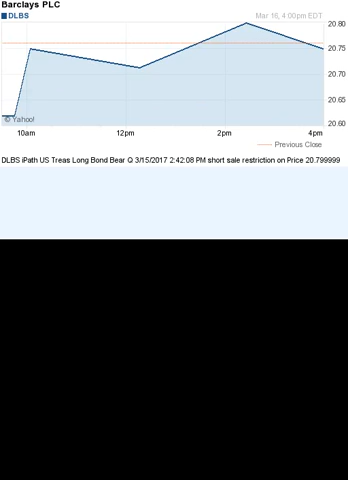 Barclays PLC
DLBS
Mar 16, 4:00pm EDT
20.80
20.75
20.70
20.65
20.60
© Yahoo!
10am 12pm 2pm 4pm
Previous Close
DLBS iPath US Treas Long Bond Bear Q 3/15/2017 2:42:08 PM short sale restriction on Price 20.799999